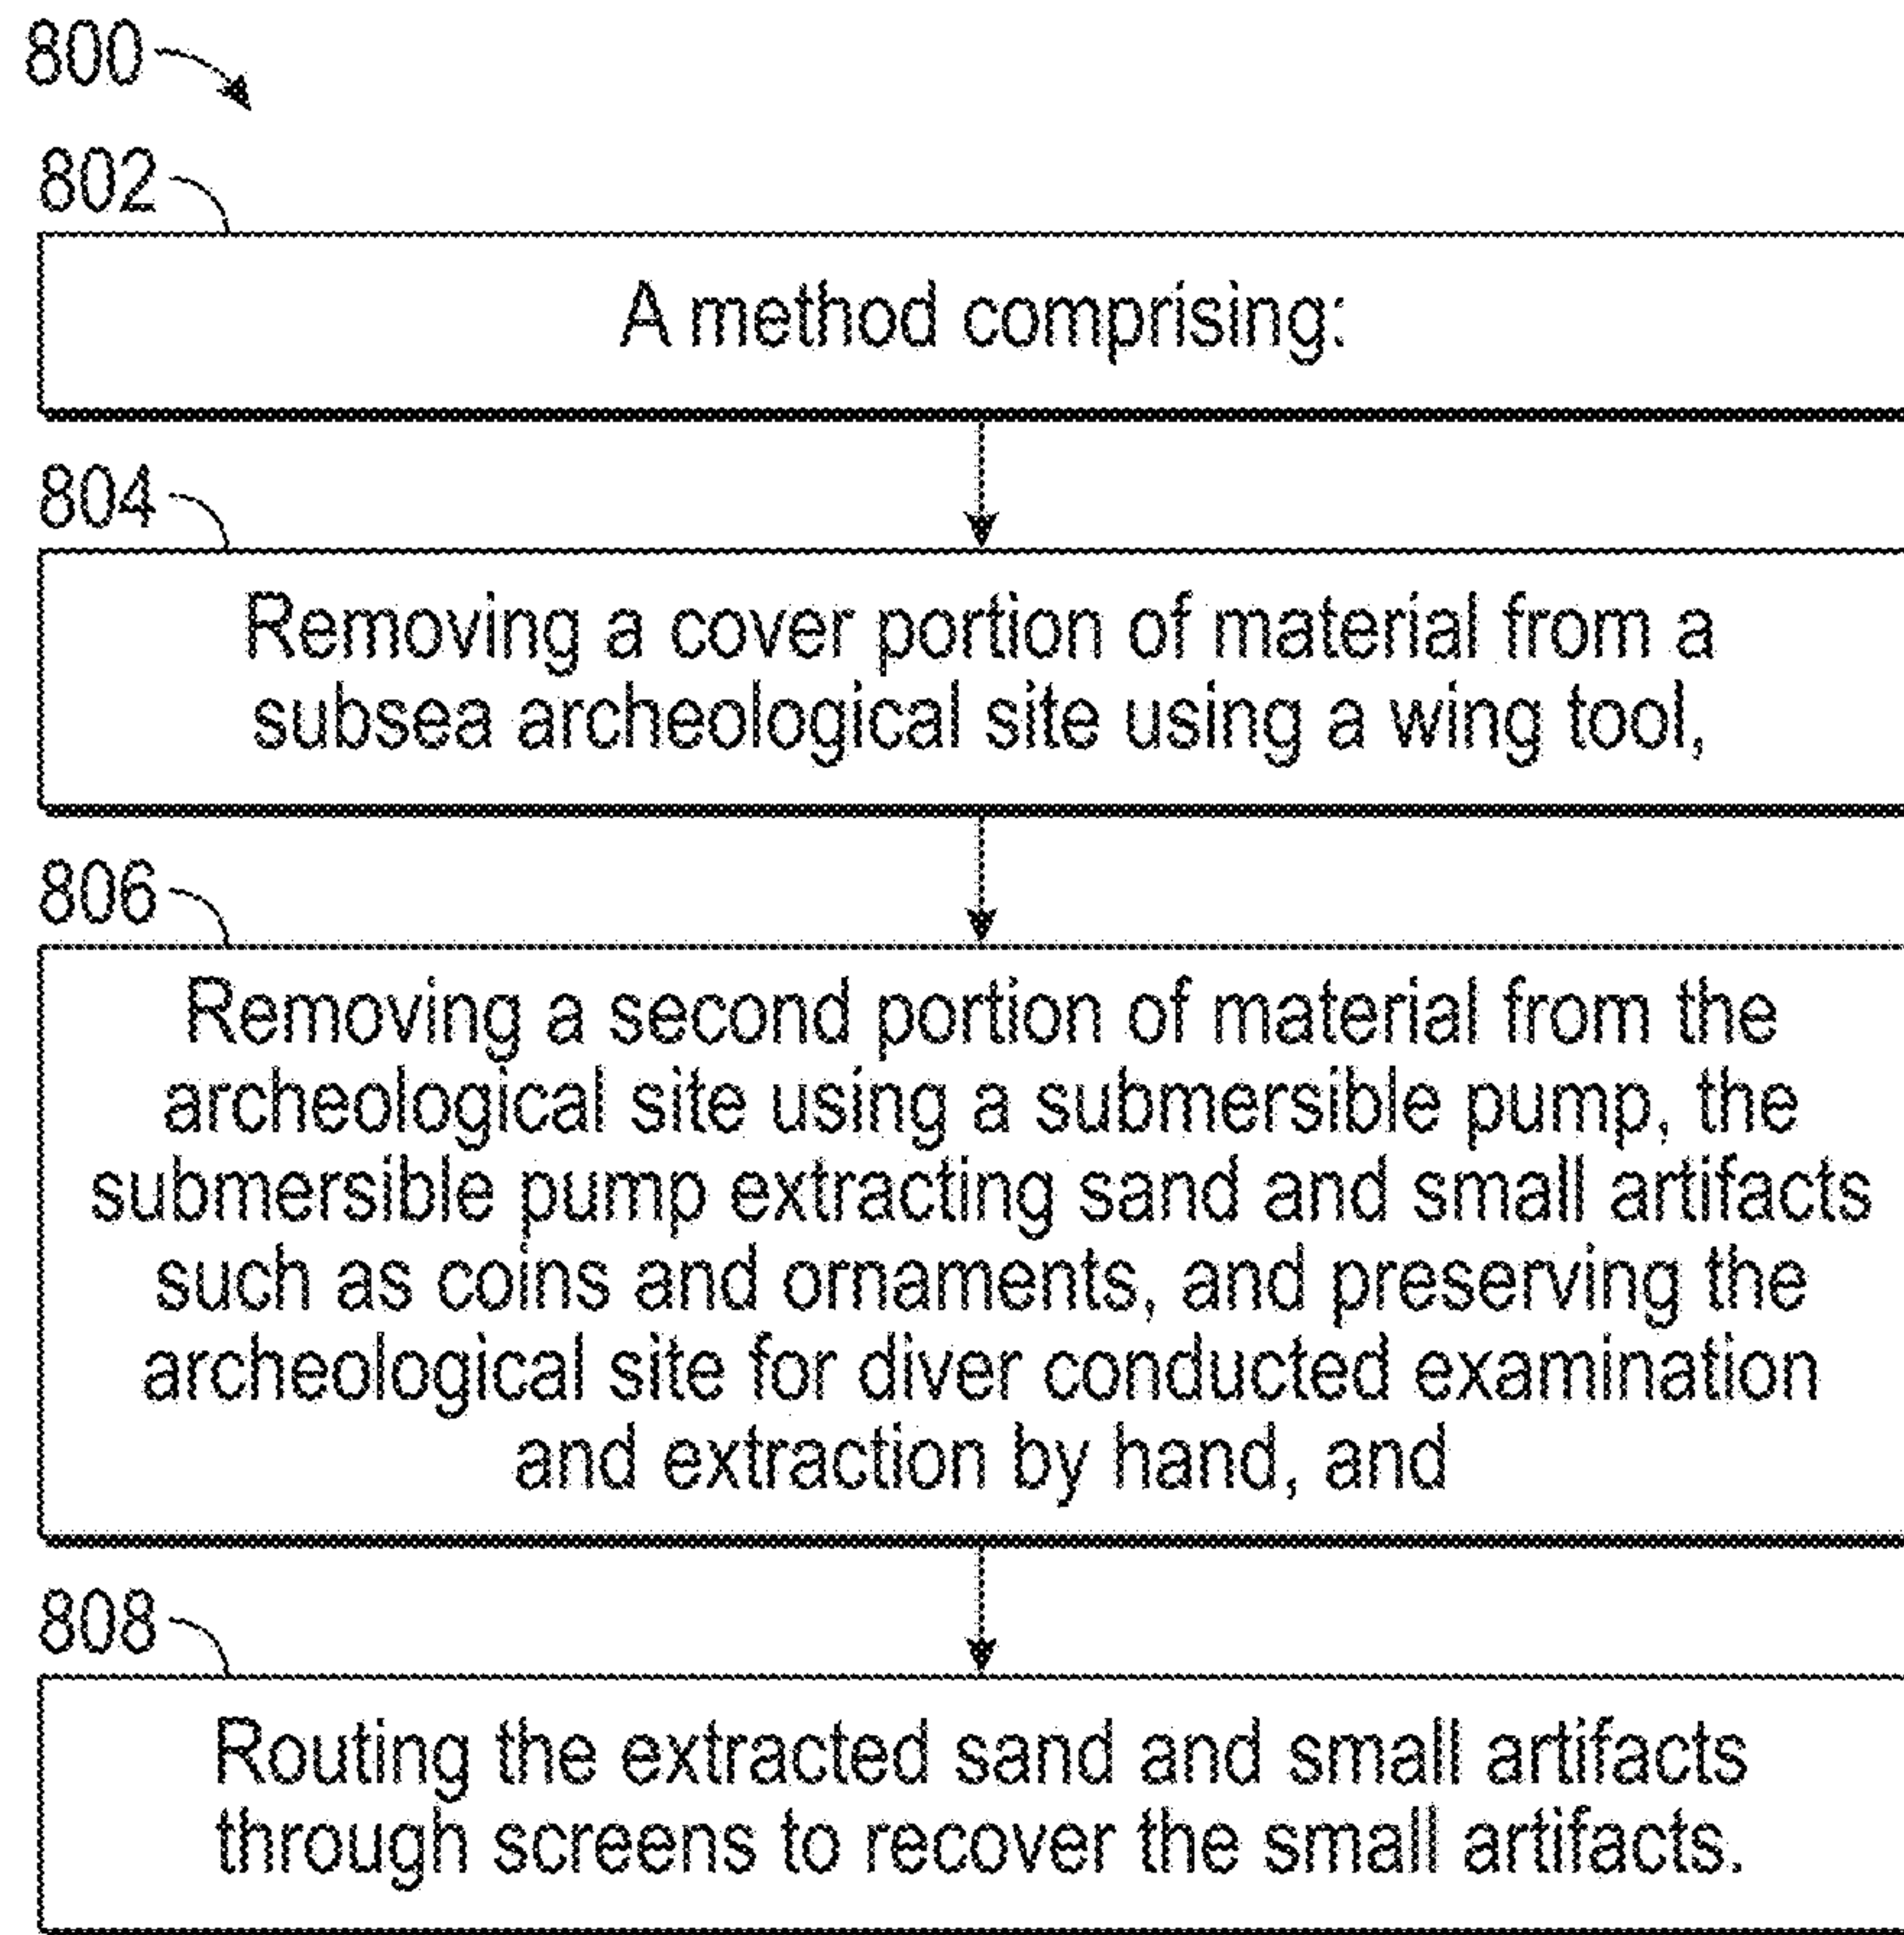 800
802
A method comprising:
804
Removing a cover portion of material from a
subsea archeological site using a wing tool,
806
Removing a second portion of material from the
archeological site using a submersible pump, the
submersible pump extracting sand and small artifacts
such as coins and ornaments, and preserving the
archeological site for diver conducted examination
and extraction by hand, and
808
Routing the extracted sand and small artifacts
through screens to recover the small artifacts.